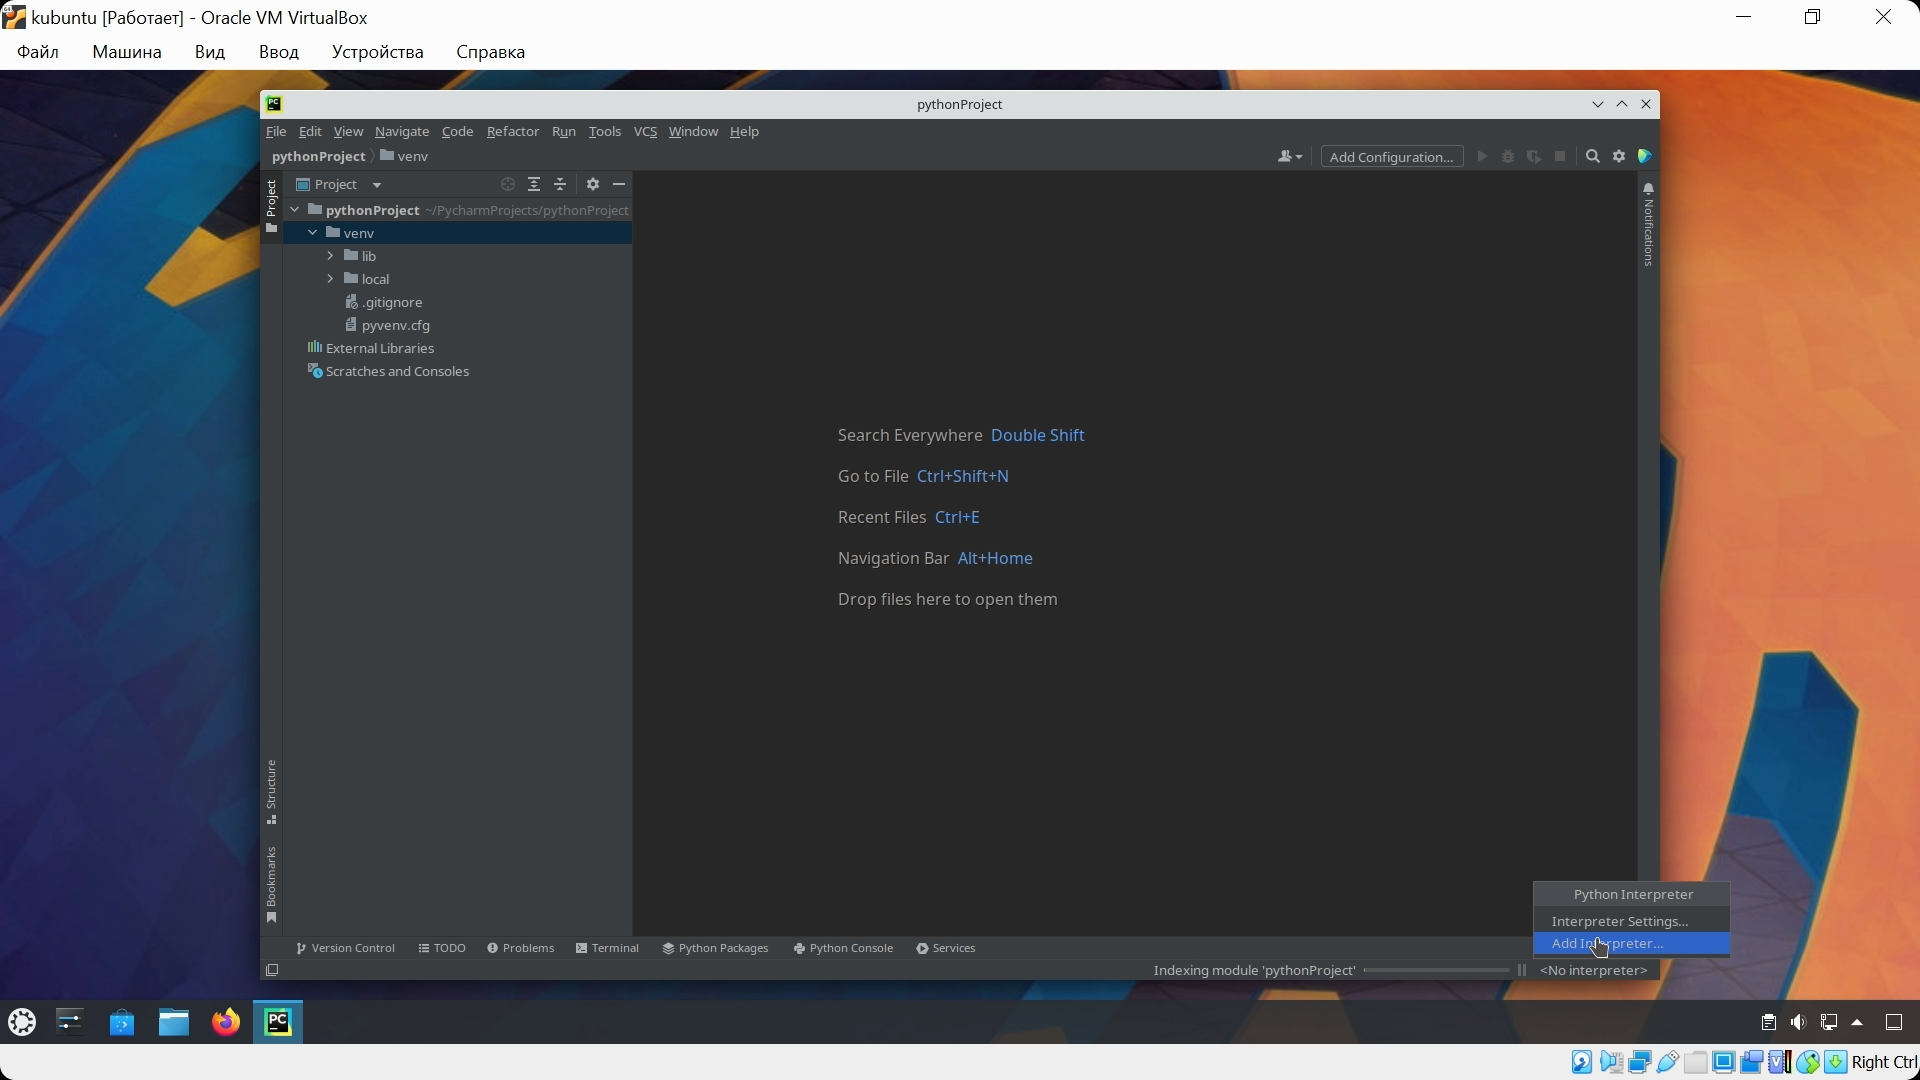 kubuntu [Работает] - Oracle VM VirtualBox
Файл Машина Вид Ввод Устройства Справка
pythonProject
File Edit View Navigate Code Refactor Run Tools VCS Window Help
pythonProject venv
Add Configuration...
Project
Project
pythonProject ~/PycharmProjects/pythonProject
venv
lib
local
.gitignore
pyvenv.cfg
External Libraries
Scratches and Consoles
Notifications
Search Everywhere Double Shift
Go to File Ctrl+Shift+N
Recent Files Ctrl+E
Navigation Bar Alt+Home
Drop files here to open them
Structure
Bookmarks
Python Interpreter
Interpreter Settings...
Add Interpreter...
Version Control TODO Problems Terminal Python Packages Python Console Services
Indexing module 'pythonProject' <No interpreter>
PC
Right Ctrl